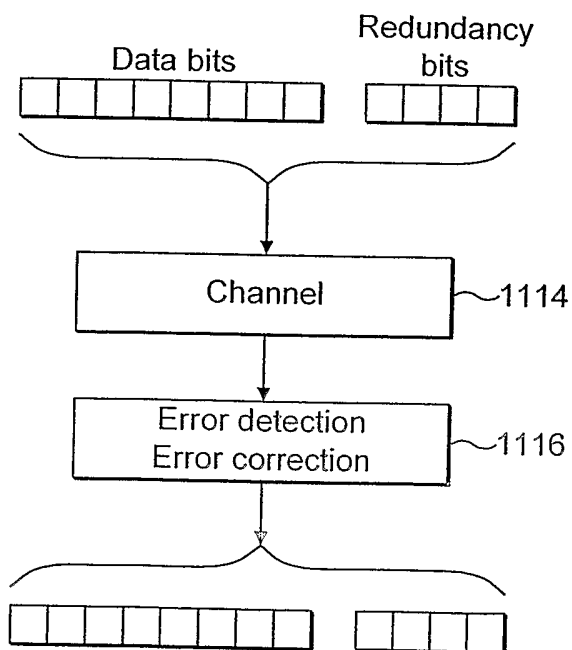 Redundancy
Data bits
bits
Channel
1114
Error detection
Error correction
1116